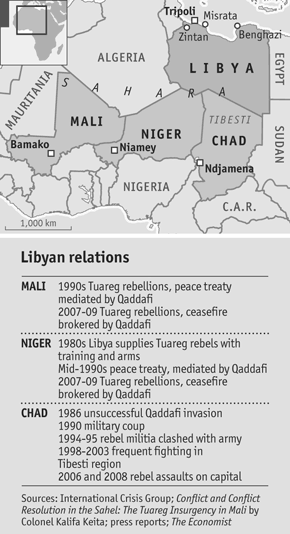 Tripoli
Misrata
Zintan
Benghazi
ALGERIA
LIBYA
EGYPT
MAURITANIA
SAHARA
MALI
NIGER
TIBESTI
CHAD
SUDAN
Bamako
Niamey
Ndjamena
NIGERIA
C.A.R.
1,000 km
Libyan relations
MALI 1990s Tuareg rebellions, peace treaty
mediated by Qaddafi
2007-09 Tuareg rebellions, ceasefire
brokered by Qaddafi
NIGER 1980s Libya supplies Tuareg rebels with
training and arms
Mid-1990s peace treaty, mediated by Qaddafi
2007-09 Tuareg rebellions, ceasefire
brokered by Qaddafi
CHAD 1986 unsuccessful Qaddafi invasion
1990 military coup
1994-95 rebel militia clashed with army
1998-2003 frequent fighting in
Tibesti region
2006 and 2008 rebel assaults on capital
Sources: International Crisis Group; Conflict and Conflict
Resolution in the Sahel: The Tuareg Insurgency in Mali by
Colonel Kalifa Keita; press reports; The Economist